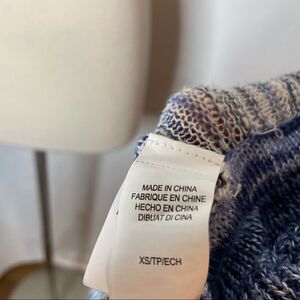 MADE IN CHINA
FABRIQUE EN CHINE
HECHO EN CHINA
DIBUAT DI CINA
XS/TP/ECH